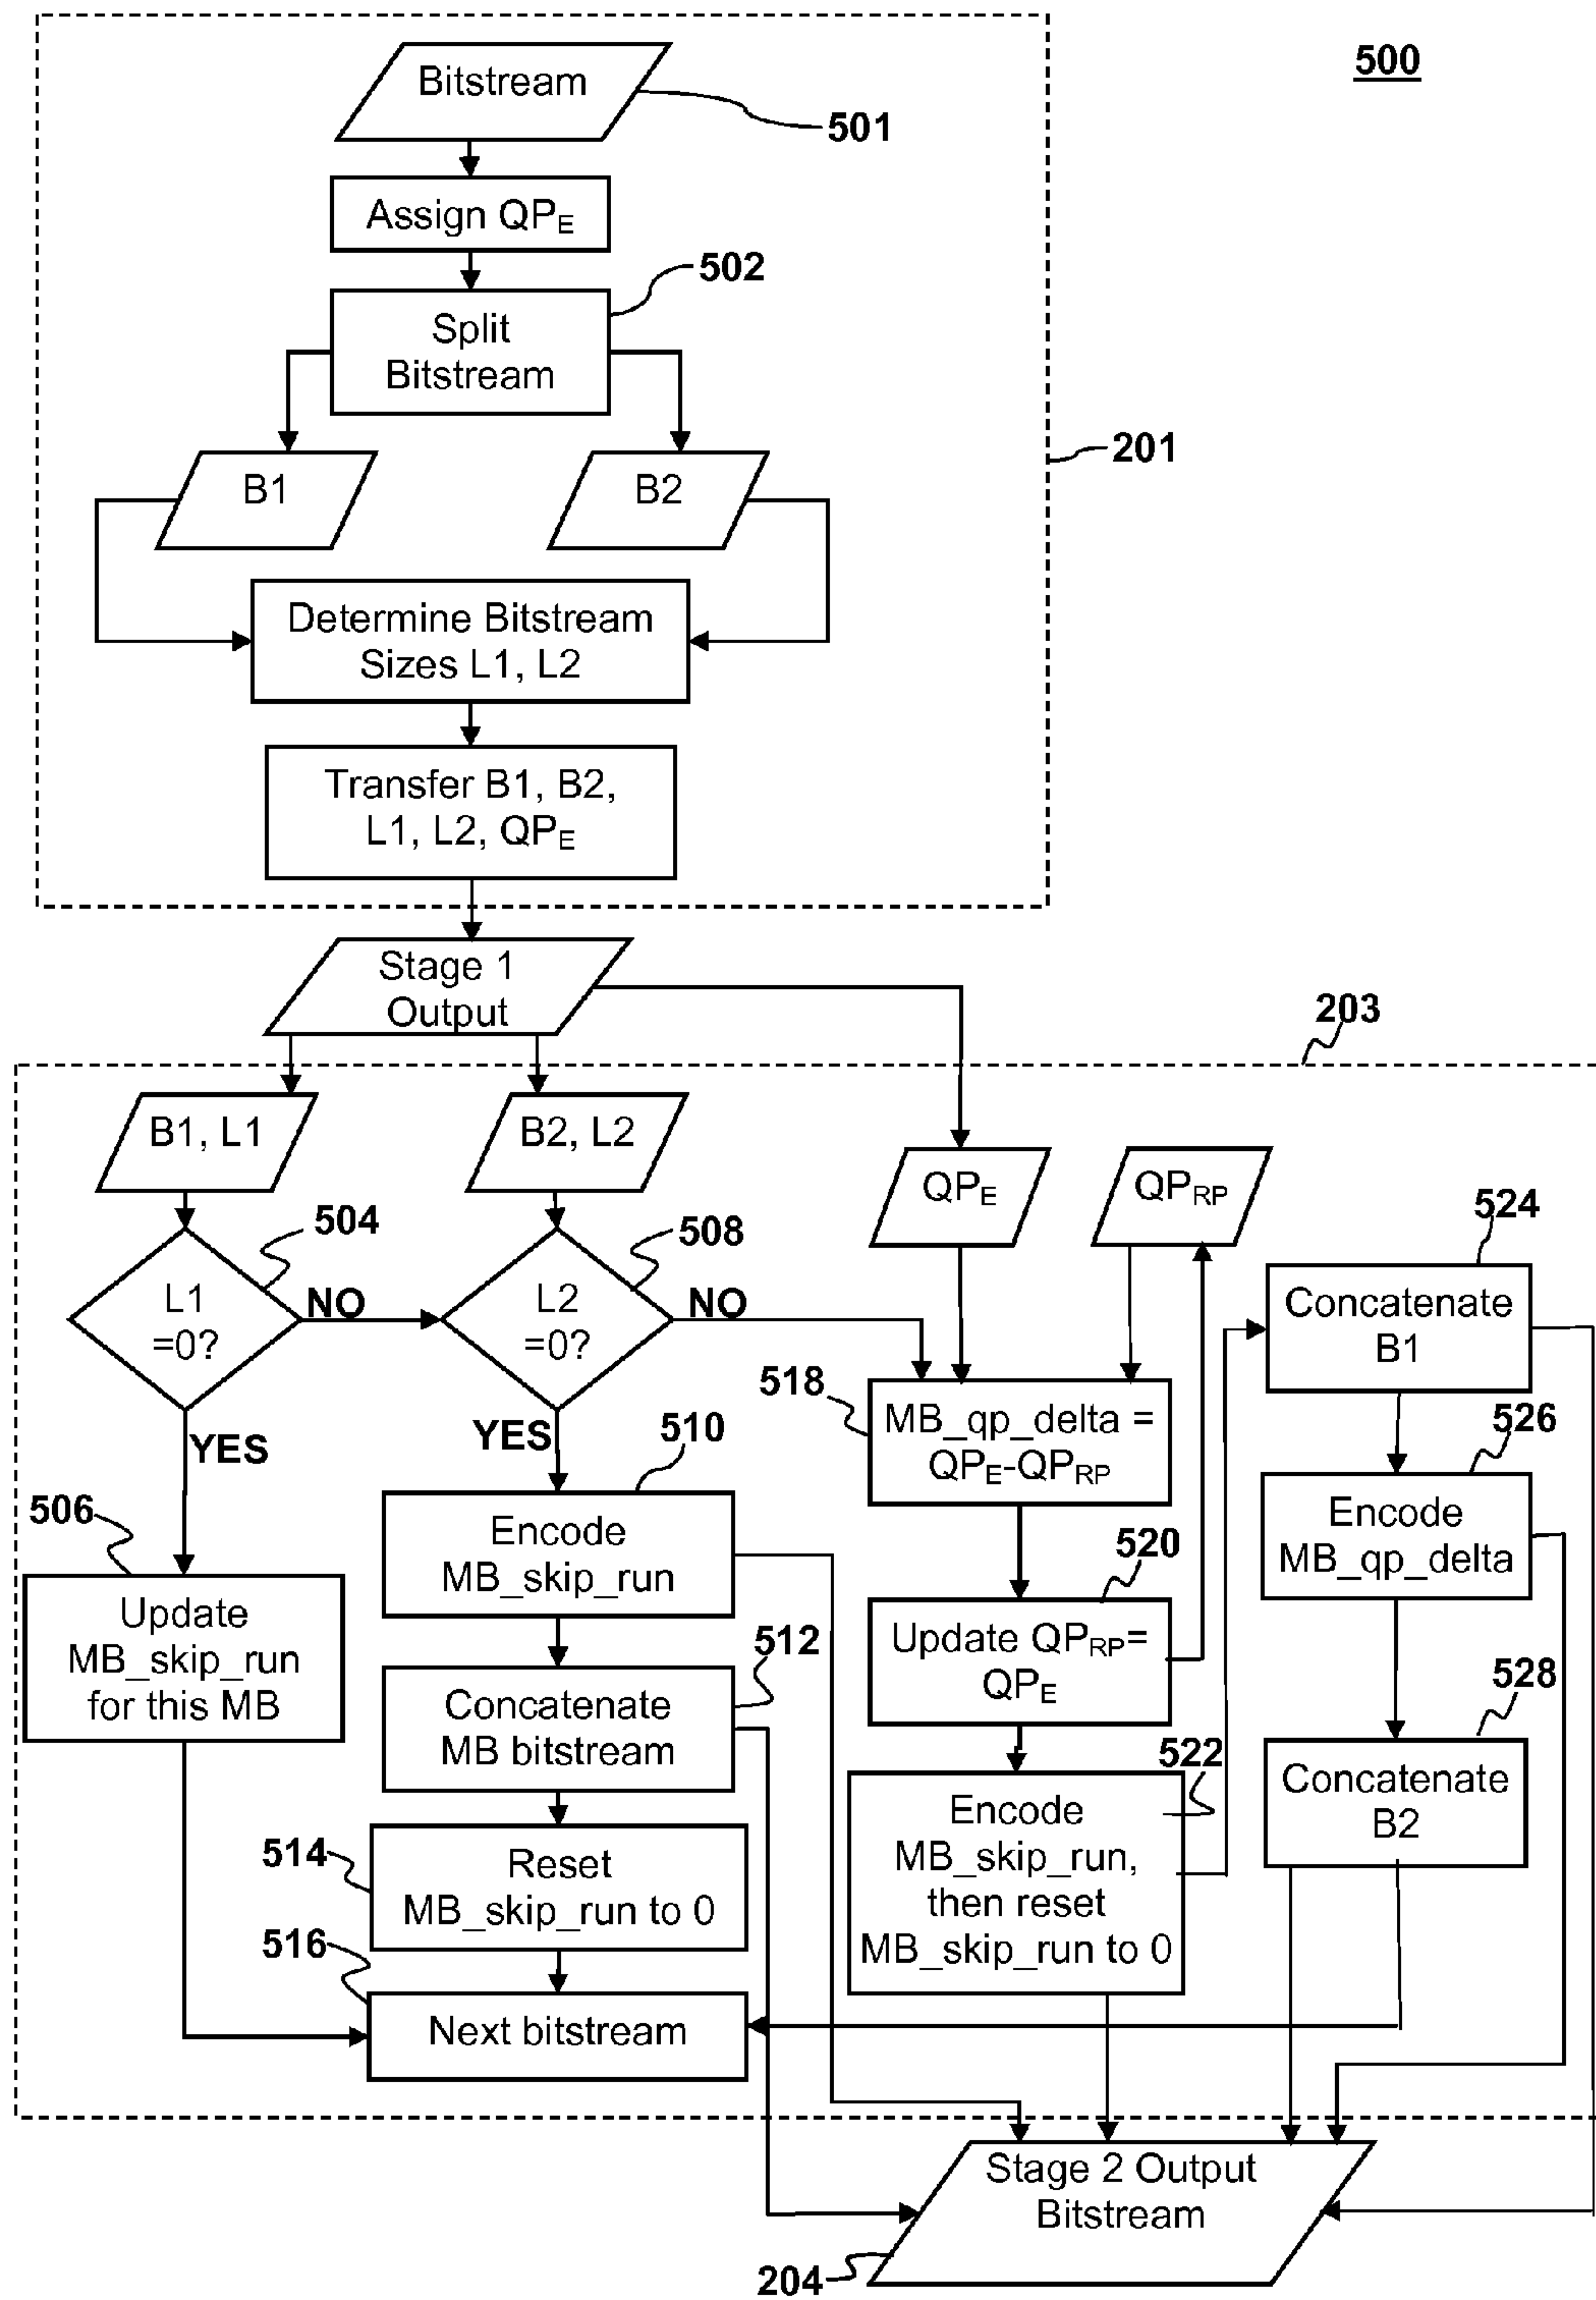 500
Bitstream
501
Assign QPE
502
Split
Bitstream
201
B1
B2
Determine Bitstream
Sizes L1, L2
Transfer B1, B2,
L1, L2, QPE
Stage 1
Output
203
B1, L1
B2, L2
QPE
QPRP
504
508
524
L1
=0?
NO
L2
=0?
NO
Concatenate
B1
518
MB_qp_delta =
QPE-QPRP
YES
YES
510
526
506
Encode
MB_skip_run
520
Encode
MB_qp_delta
Update
MB_skip_run
for this MB
512
Update QPRP=
QPE
528
Concatenate
MB bitstream
522
Concatenate
B2
514
Reset
MB_skip_run to 0
Encode
MB_skip_run,
then reset
MB_skip_run to 0
516
Next bitstream
Stage 2 Output
Bitstream
204